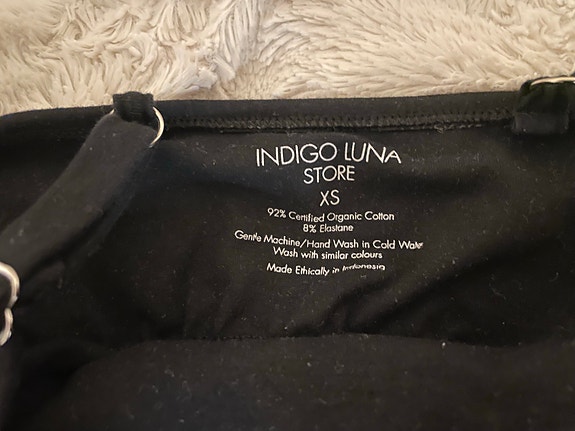 INDIGO LUNA
STORE
XS
92% Certified Organic Cotton
8% Elastane
Gentle Machine/Hand Wash in Cold Water
Wash with similar colours
Made Ethically in Indonesia